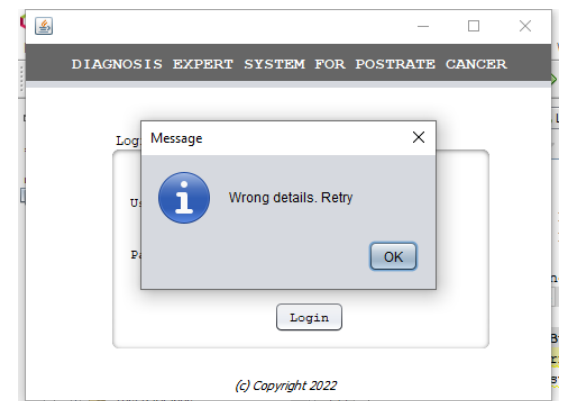 DIAGNOSIS EXPERT SYSTEM FOR POSTRATE CANCER
Message
Wrong details. Retry
OK
Login
(c) Copyright 2022